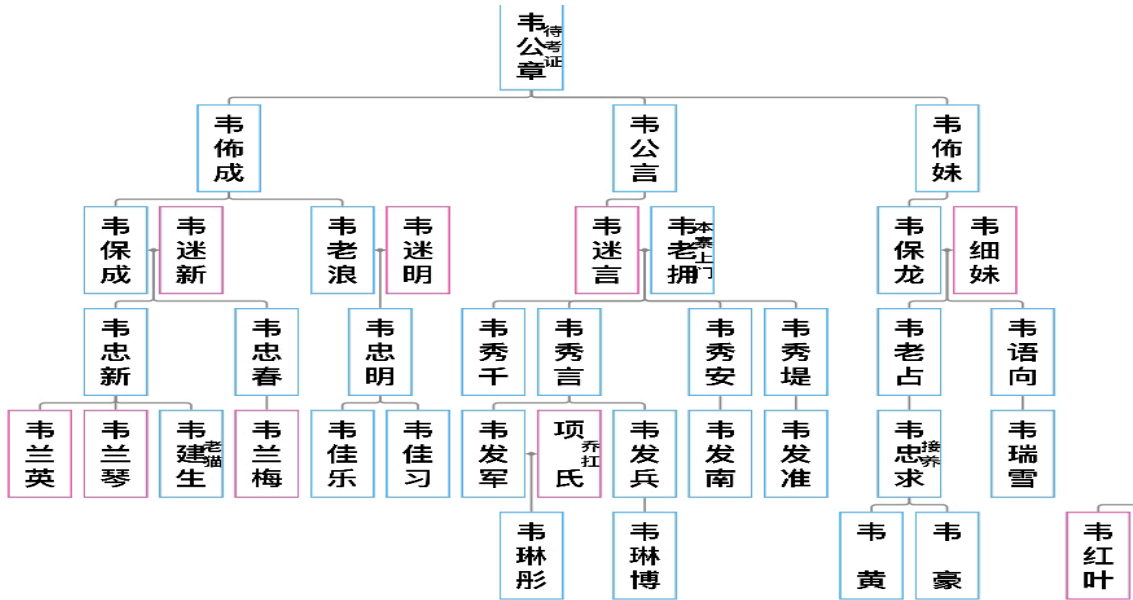 韦公章
待考证
韦佈成
韦公言
韦佈妹
韦保成
韦迷新
韦老浪
韦迷明
韦迷言
韦老拥
本寨上门
韦保龙
韦细妹
韦忠新
韦忠春
韦忠明
韦秀千
韦秀言
韦秀安
韦秀堤
韦老占
韦语向
韦兰英
韦兰琴
韦建生
老猫
韦兰梅
韦佳乐
韦佳习
韦发军
项氏
乔扛
韦发兵
韦发南
韦发准
韦忠求
接养
韦瑞雪
韦琳彤
韦琳博
韦黄
韦豪
韦红叶